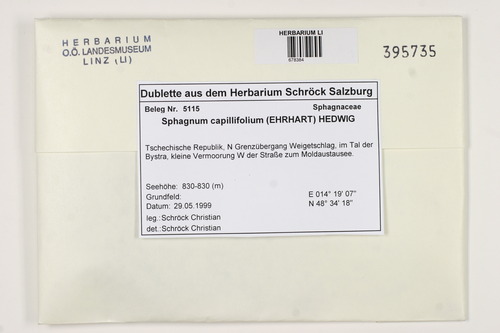 HERBARIUM
O.Ö. LANDESMUSEUM
LINZ (LI)
HERBARIUM LI
678384
395735
Dublette aus dem Herbarium Schröck Salzburg
Beleg Nr. 5115 Sphagnaceae
Sphagnum capillifolium (EHRHART) HEDWIG
Tschechische Republik, N Grenzübergang Weigetschlag, im Tal der
Bystra, kleine Vermoorung W der Straße zum Moldaustausee.
Seehöhe: 830-830 (m)
Grundfeld: E 014° 19' 07"
Datum: 29.05.1999 N 48° 34' 18"
leg.:Schröck Christian
det.:Schröck Christian